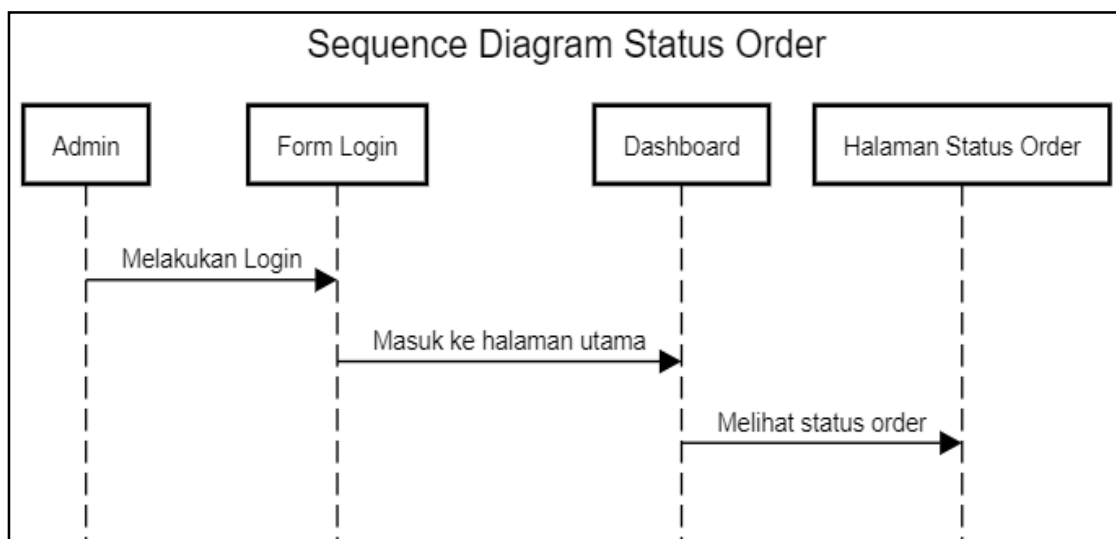 Sequence Diagram Status Order
Admin
Form Login
Dashboard
Halaman Status Order
Melakukan Login
Masuk ke halaman utama
Melihat status order